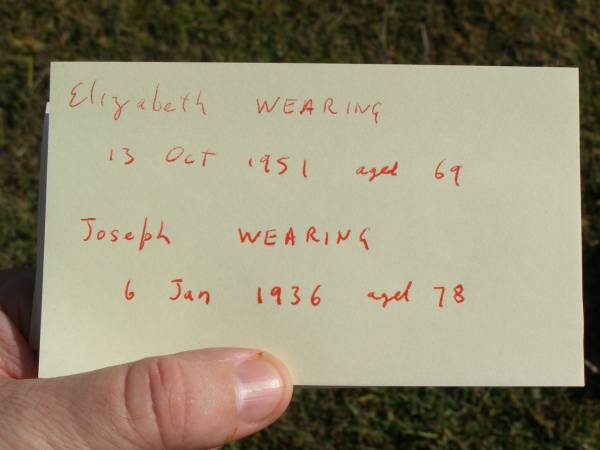 Elizabeth WEARING
13 Oct 1951 aged 69
Joseph WEARING
6 Jan 1936 aged 78